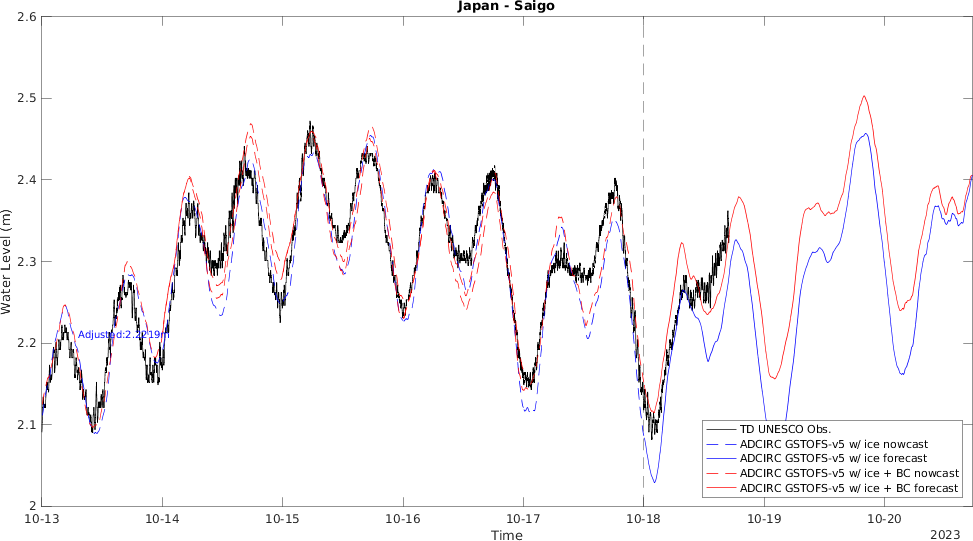 Japan - Saigo
2.6
2.5
2.4
2.3
2.2
2.1
2
Water Level (m)
Adjusted:2.2219m
TD UNESCO Obs.
ADCIRC GSTOFS-v5 w/ ice nowcast
ADCIRC GSTOFS-v5 w/ ice forecast
ADCIRC GSTOFS-v5 w/ ice + BC nowcast
ADCIRC GSTOFS-v5 w/ ice + BC forecast
10-13 10-14 10-15 10-16 10-17 10-18 10-19 10-20
Time
2023